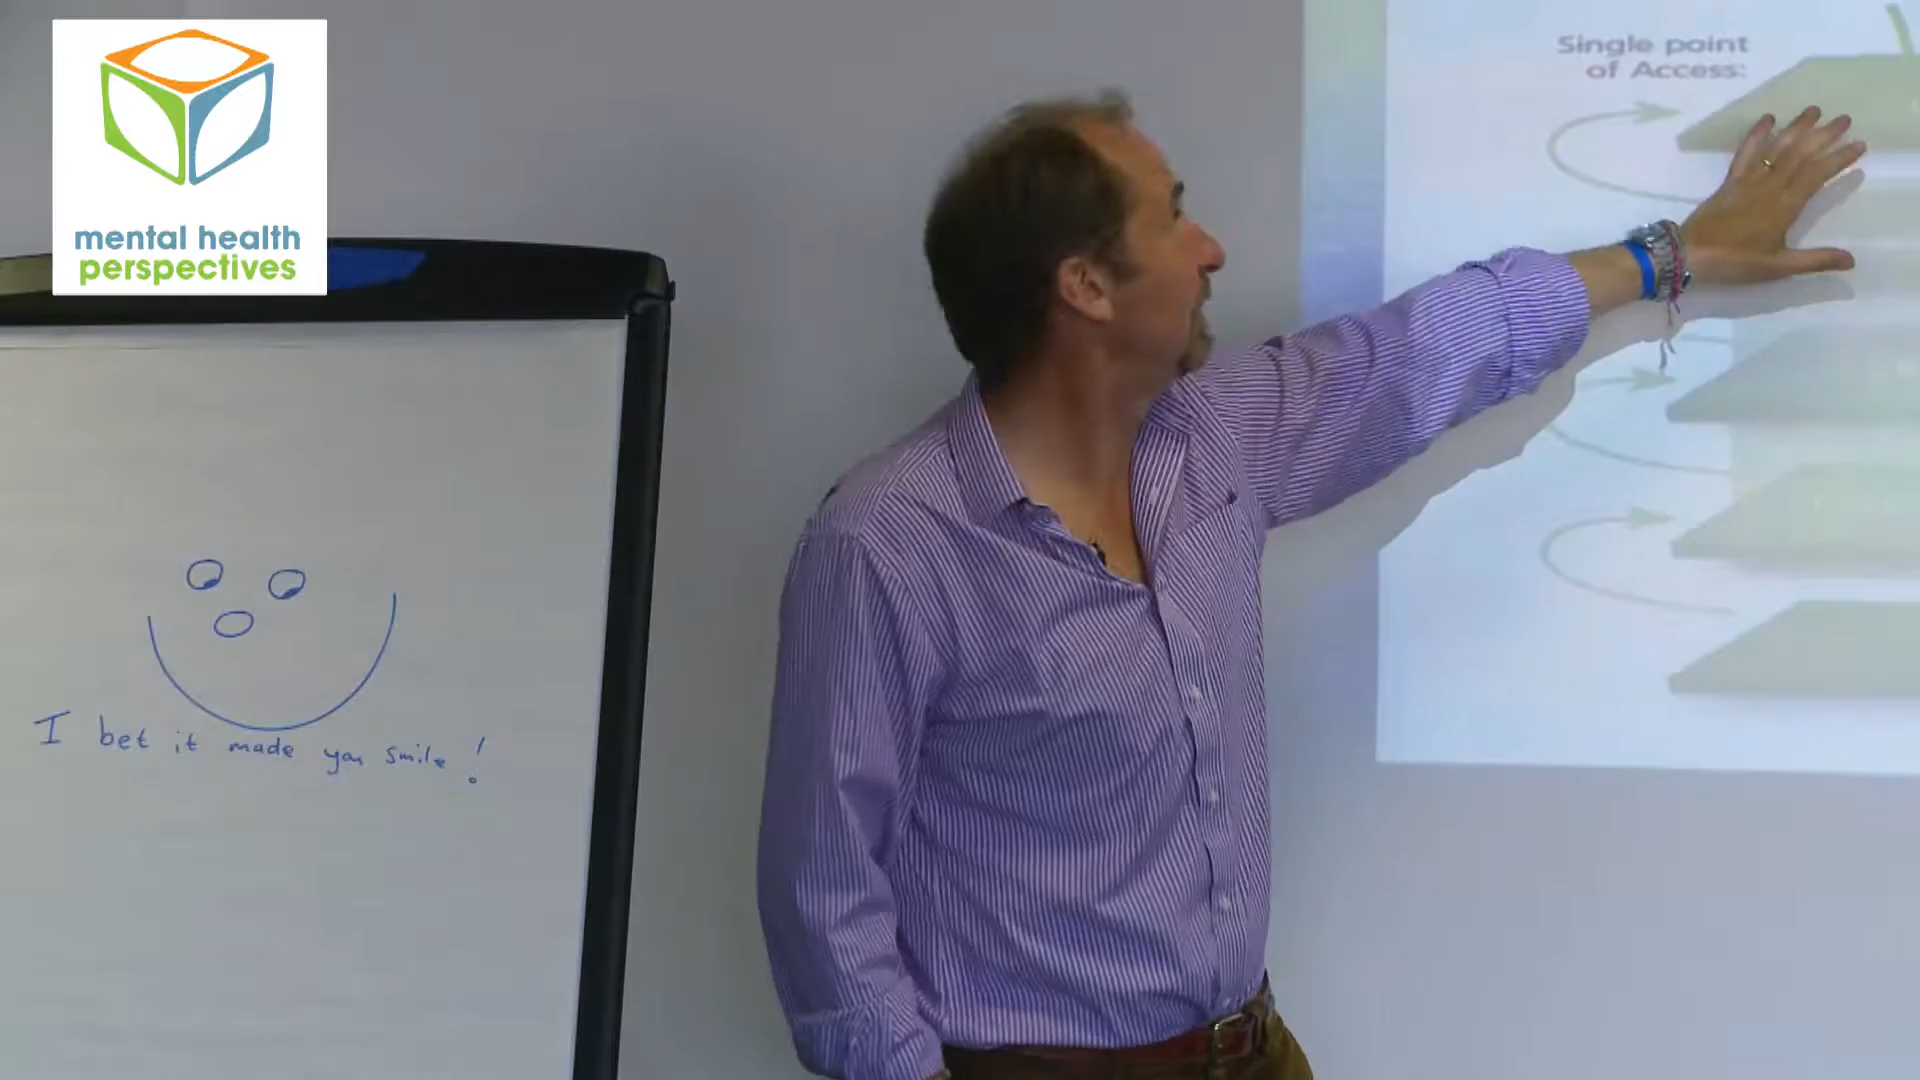 mental health
perspectives
Single point
of Access:
I bet it made you smile!